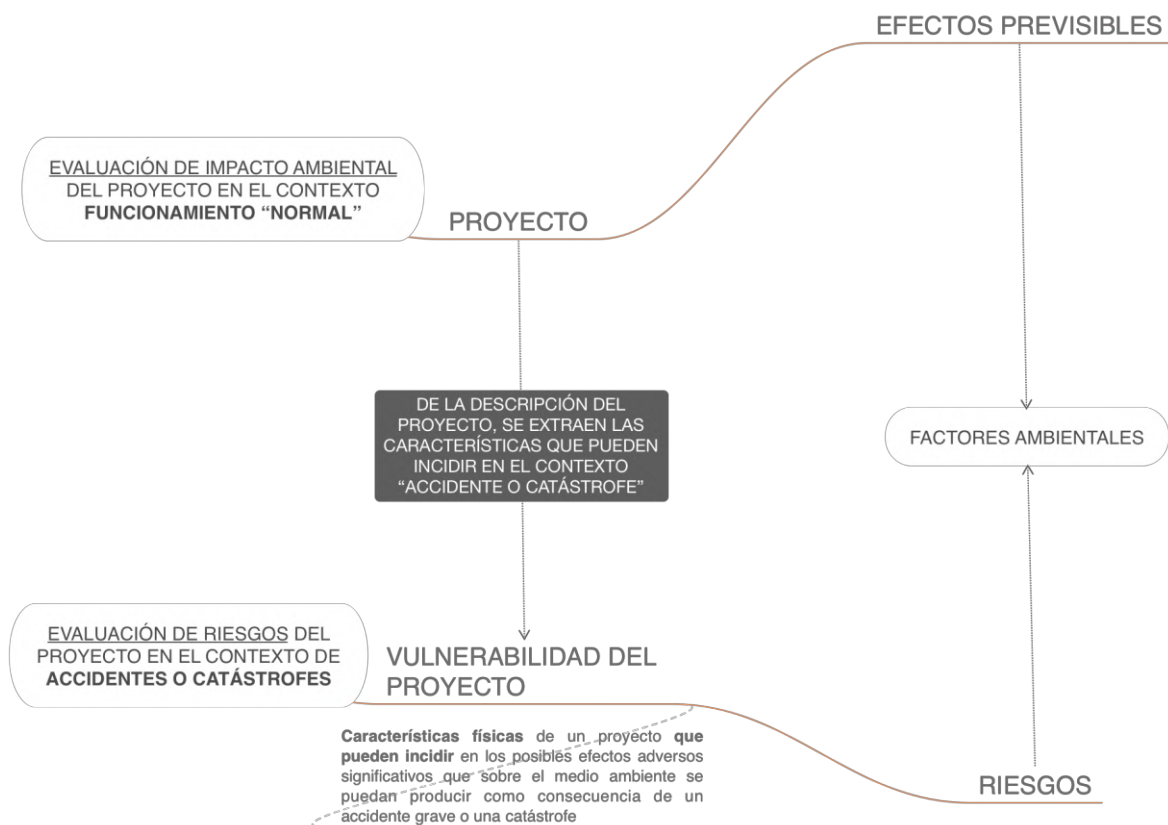 EFECTOS PREVISIBLES
EVALUACIÓN DE IMPACTO AMBIENTAL
DEL PROYECTO EN EL CONTEXTO
FUNCIONAMIENTO “NORMAL”
PROYECTO
DE LA DESCRIPCIÓN DEL
PROYECTO, SE EXTRAEN LAS
CARACTERÍSTICAS QUE PUEDEN
INCIDIR EN EL CONTEXTO
“ACCIDENTE O CATÁSTROFE”
FACTORES AMBIENTALES
EVALUACIÓN DE RIESGOS DEL
PROYECTO EN EL CONTEXTO DE
ACCIDENTES O CATÁSTROFES
VULNERABILIDAD DEL
PROYECTO
Características físicas de un proyecto que
pueden incidir en los posibles efectos adversos
significativos que sobre el medio ambiente se
puedan producir como consecuencia de un
accidente grave o una catástrofe
RIESGOS